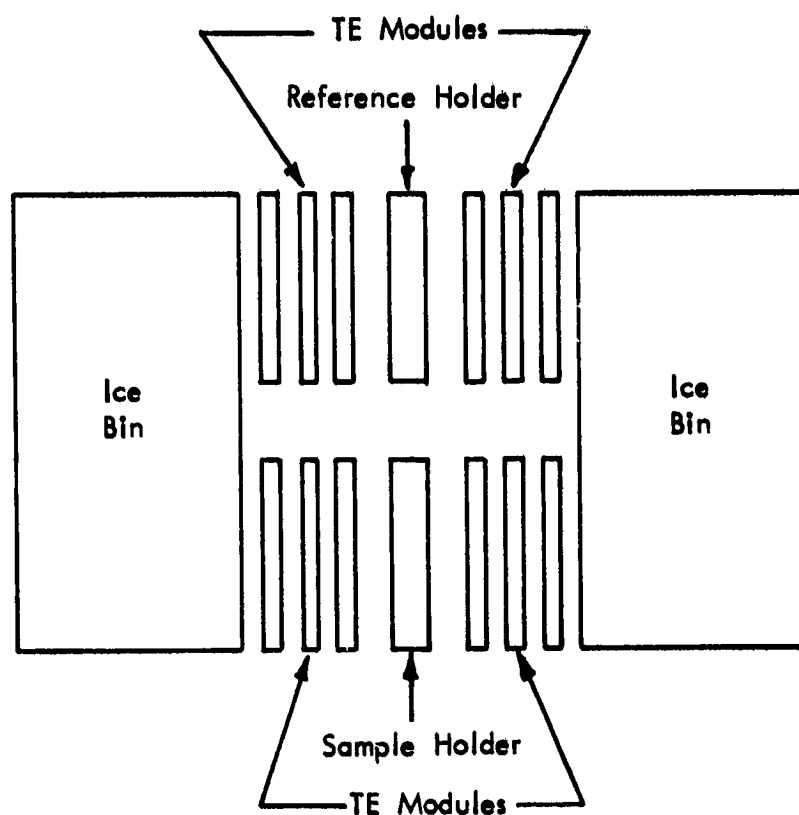 TE Modules
Reference Holder
Ice
Bin
Ice
Bin
Sample Holder
TE Modules